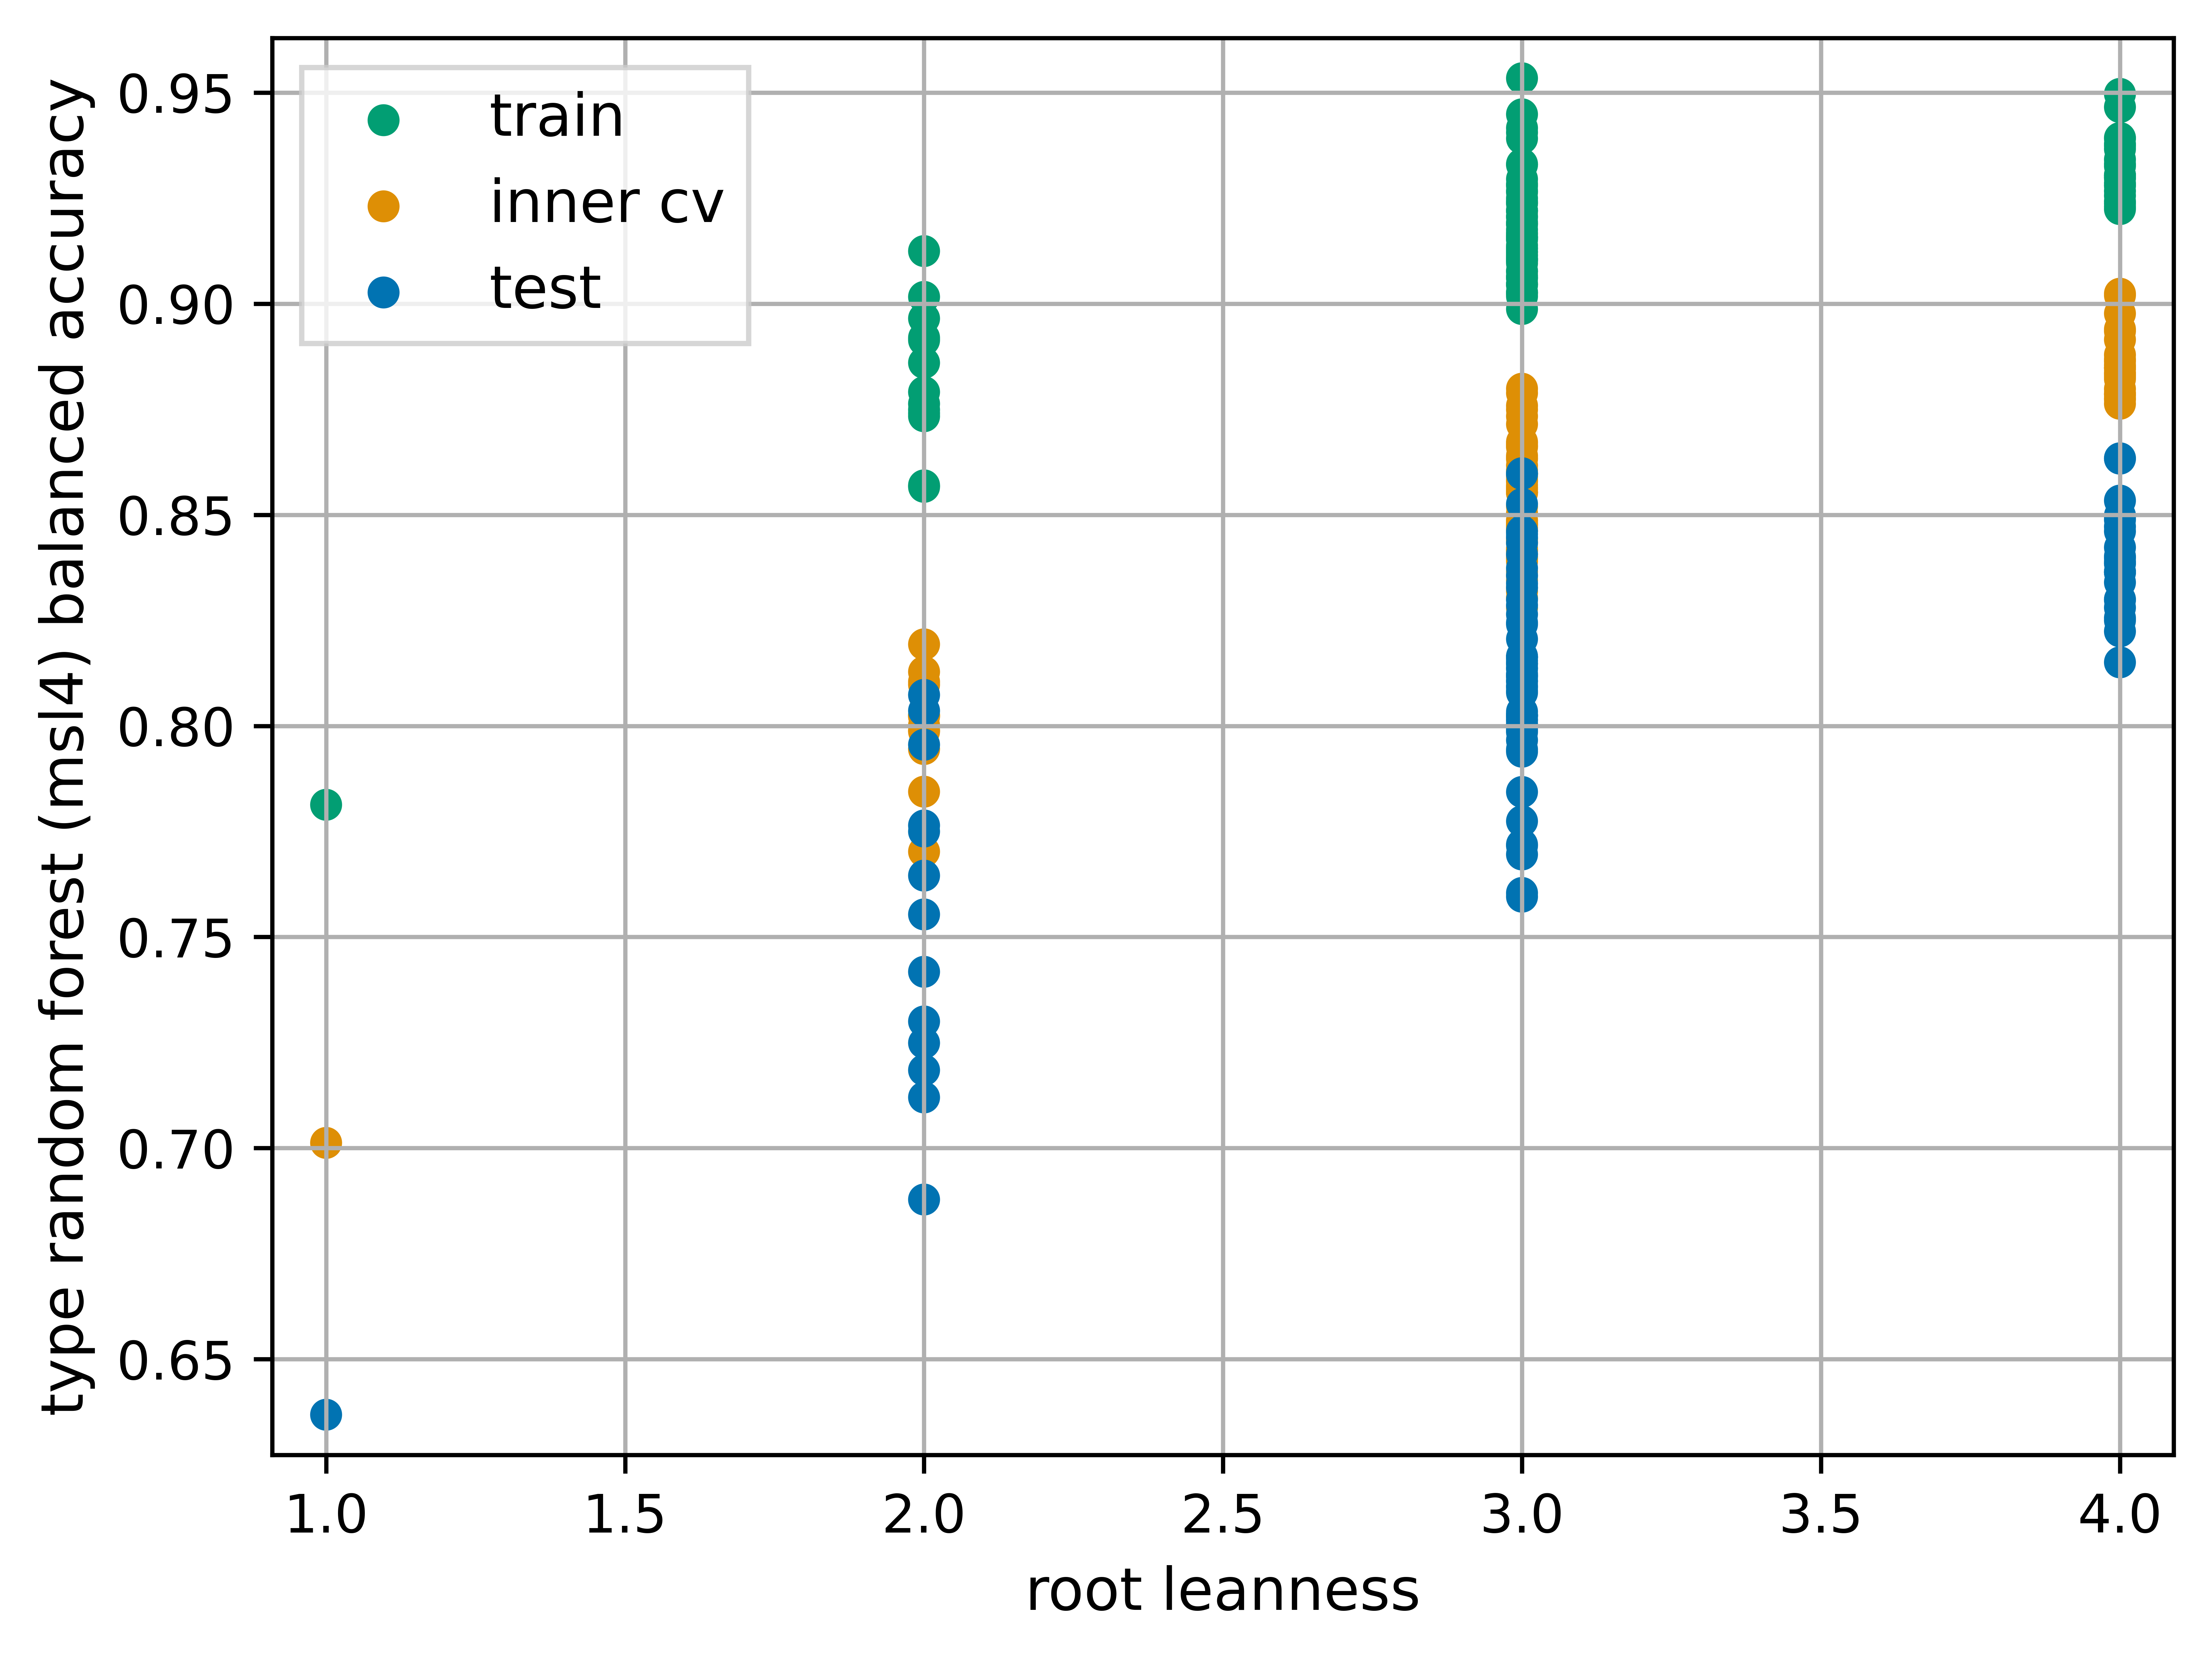 type random forest (msl4) balanced accuracy
0.95
0.90
0.85
0.80
0.75
0.70
0.65
train
inner cv
test
1.0 1.5 2.0 2.5 3.0 3.5 4.0
root leanness